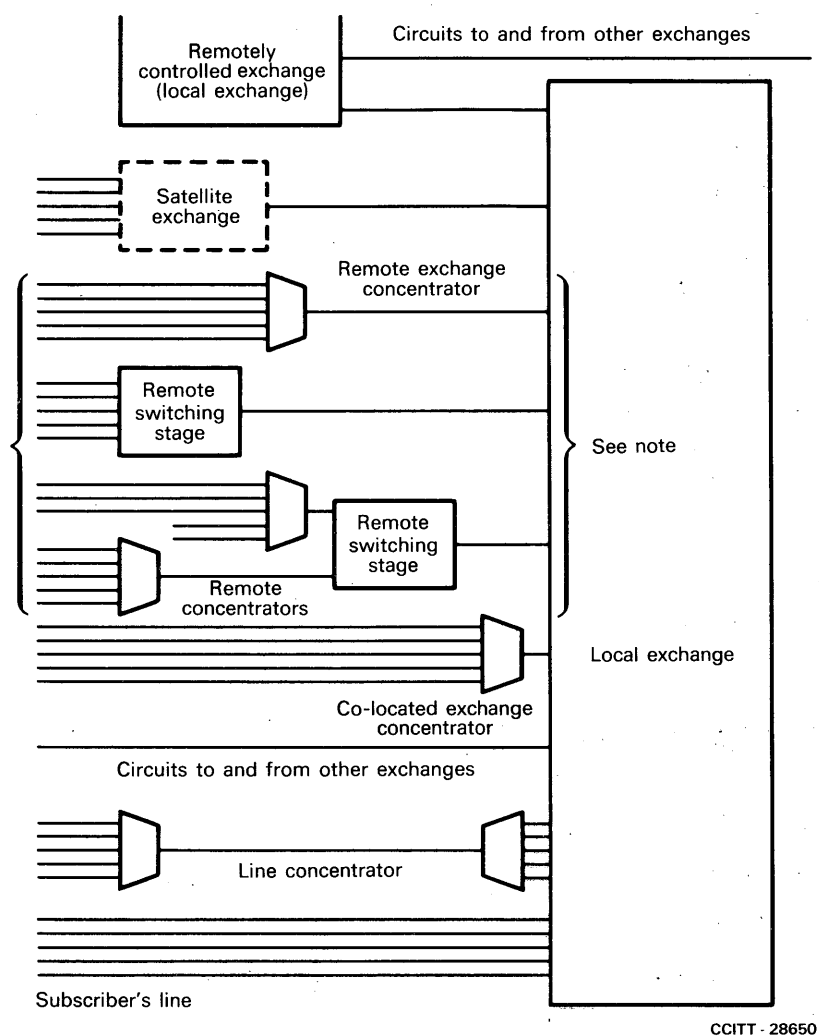 Circuits to and from other exchanges
Remotely
controlled exchange
(local exchange)
Satellite
exchange
Remote exchange
concentrator
Remote
switching
stage
See note
Remote
switching
stage
Remote
concentrators
Local exchange
Co-located exchange
concentrator
Circuits to and from other exchanges
Line concentrator
Subscriber's line
CCITT - 28650